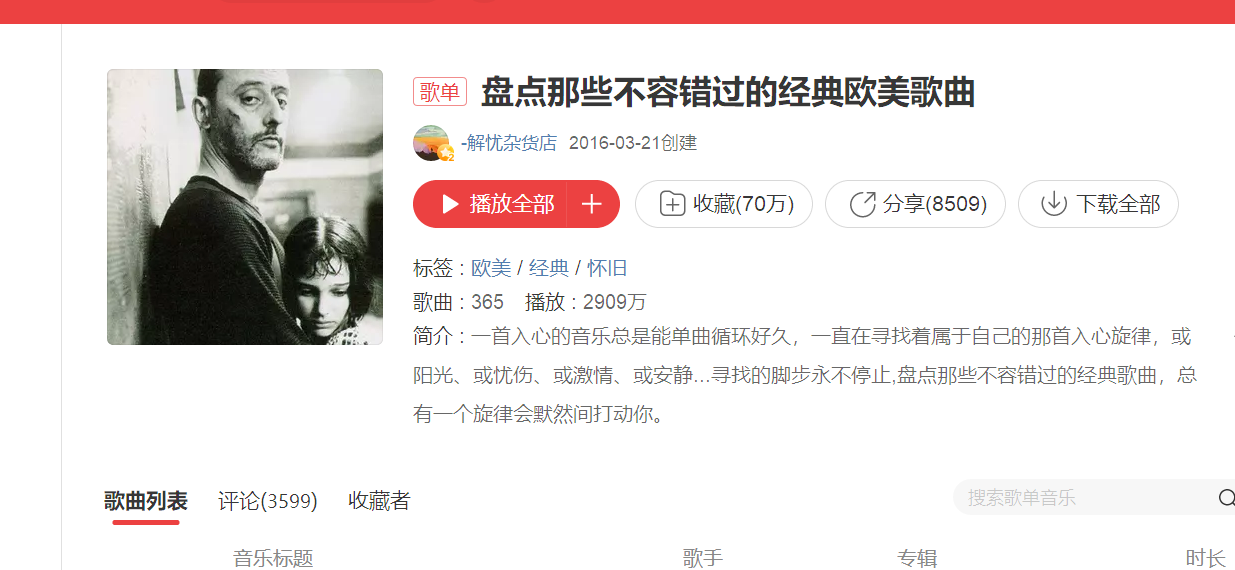 歌单 盘点那些不容错过的经典欧美歌曲
-解忧杂货店 2016-03-21创建
播放全部 收藏(70万) 分享(8509) 下载全部
标签：欧美 / 经典 / 怀旧
歌曲：365 播放：2909万
简介：一首入心的音乐总是能单曲循环好久，一直在寻找着属于自己的那首入心旋律，或
阳光、或忧伤、或激情、或安静...寻找的脚步永不停止,盘点那些不容错过的经典歌曲，总
有一个旋律会默然间打动你。
歌曲列表 评论(3599) 收藏者 搜索歌单音乐
音乐标题 歌手 专辑 时长